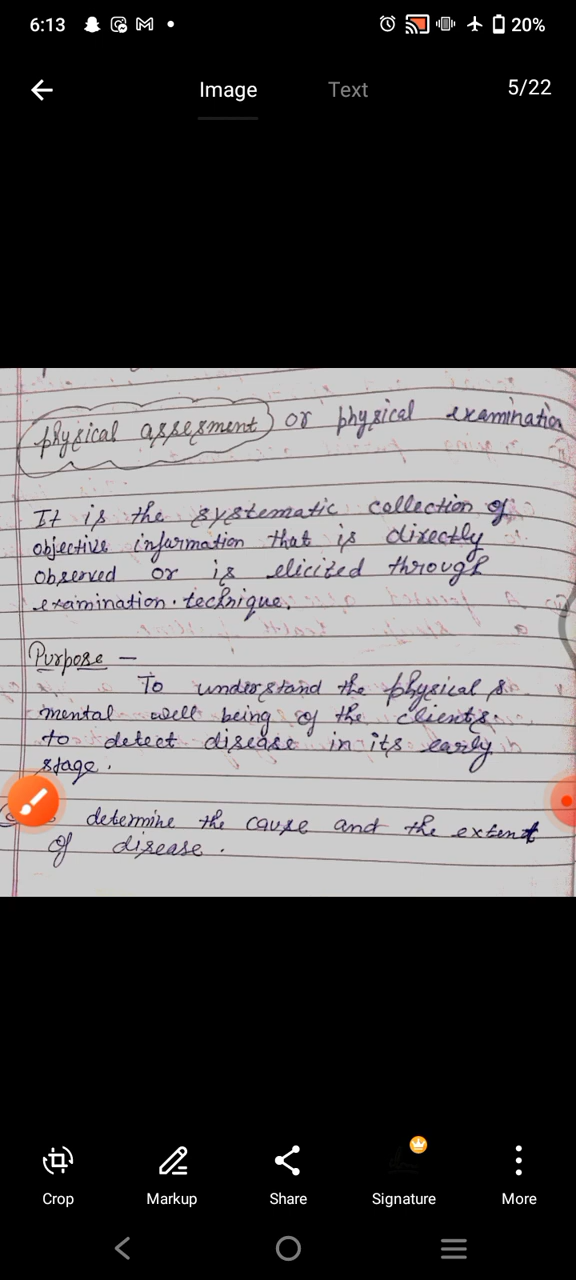 6:13
20%
Image
Text
5/22
physical assesment or physical examination
It is the systematic collection of
objective information that is directly
observed or is elicited through
examination technique.
Purpose -
To understand the physical &
mental well being of the clients.
to detect disease in its early
stage.
determine the cause and the extent
of disease.
Crop
Markup
Share
Signature
More